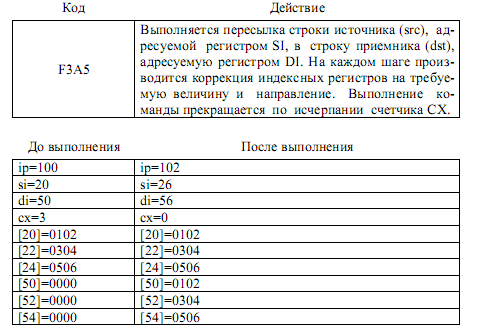 Код Действие
F3A5
Выполняется пересылка строки источника (src), ад-
ресуемой регистром SI, в строку приемника (dst),
адресуемую регистром DI. На каждом шаге произ-
водится коррекция индексных регистров на требуе-
мую величину и направление. Выполнение ко-
манды прекращается по исчерпании счетчика CX.
До выполнения После выполнения
ip=100 ip=102
si=20 si=26
di=50 di=56
cx=3 cx=0
[20]=0102 [20]=0102
[22]=0304 [22]=0304
[24]=0506 [24]=0506
[50]=0000 [50]=0102
[52]=0000 [52]=0304
[54]=0000 [54]=0506